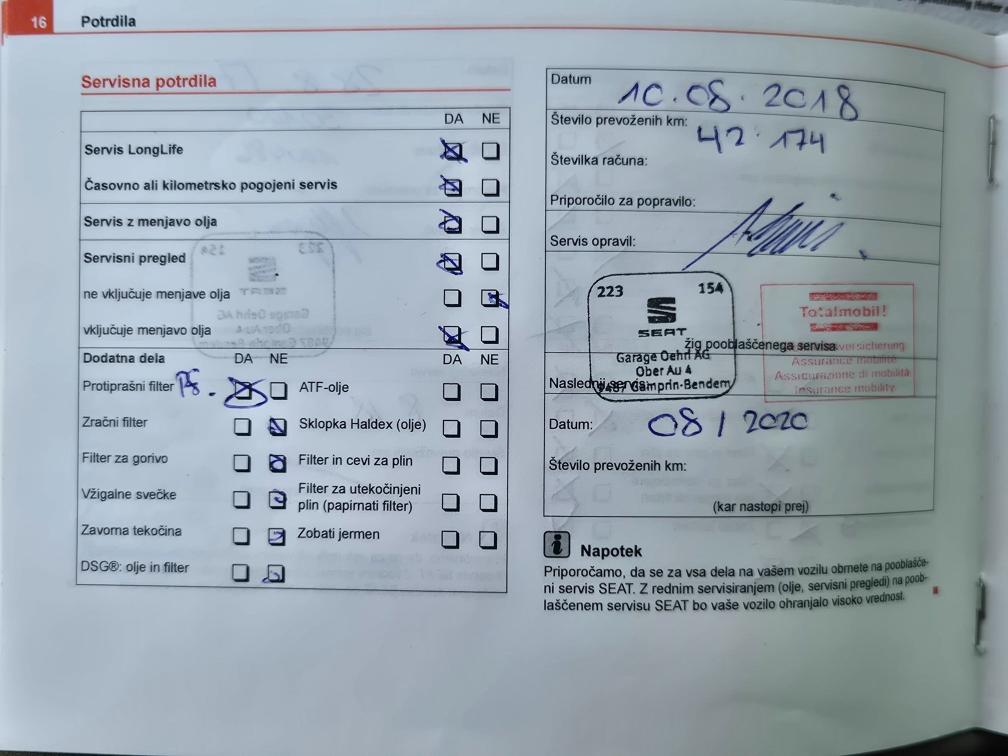 16 Potrdila
Servisna potrdila
DA NE
Servis LongLife
Časovno ali kilometrsko pogojeni servis
Servis z menjavo olja
Servisni pregled
ne vključuje menjave olja
vključuje menjavo olja
Dodatna dela DA NE DA NE
Protiprašni filter ATF-olje
Zračni filter Sklopka Haldex (olje)
Filter za gorivo Filter in cevi za plin
Vžigalne svečke Filter za utekočinjeni
plin (papirnati filter)
Zavorna tekočina Zobati jermen
DSG®: olje in filter
Datum 10.08.2018
Število prevoženih km: 42.174
Številka računa:
Priporočilo za popravilo:
Servis opravil:
223 154
SEAT
Garage Oehri AG
Ober Au 4
9487 Gamprin-Bendern
Totalmobil!
Assurance mobilité
Assicurazione di mobilità
Insurance mobility
žig pooblaščenega servisa
Naslednji servis:
Datum: 08/2020
Število prevoženih km:
(kar nastopi prej)
Napotek
Priporočamo, da se za vsa dela na vašem vozilu obrnete na pooblašče-
ni servis SEAT. Z rednim servisiranjem (olje, servisni pregledi) na poob-
laščenem servisu SEAT bo vaše vozilo ohranjalo visoko vrednost.